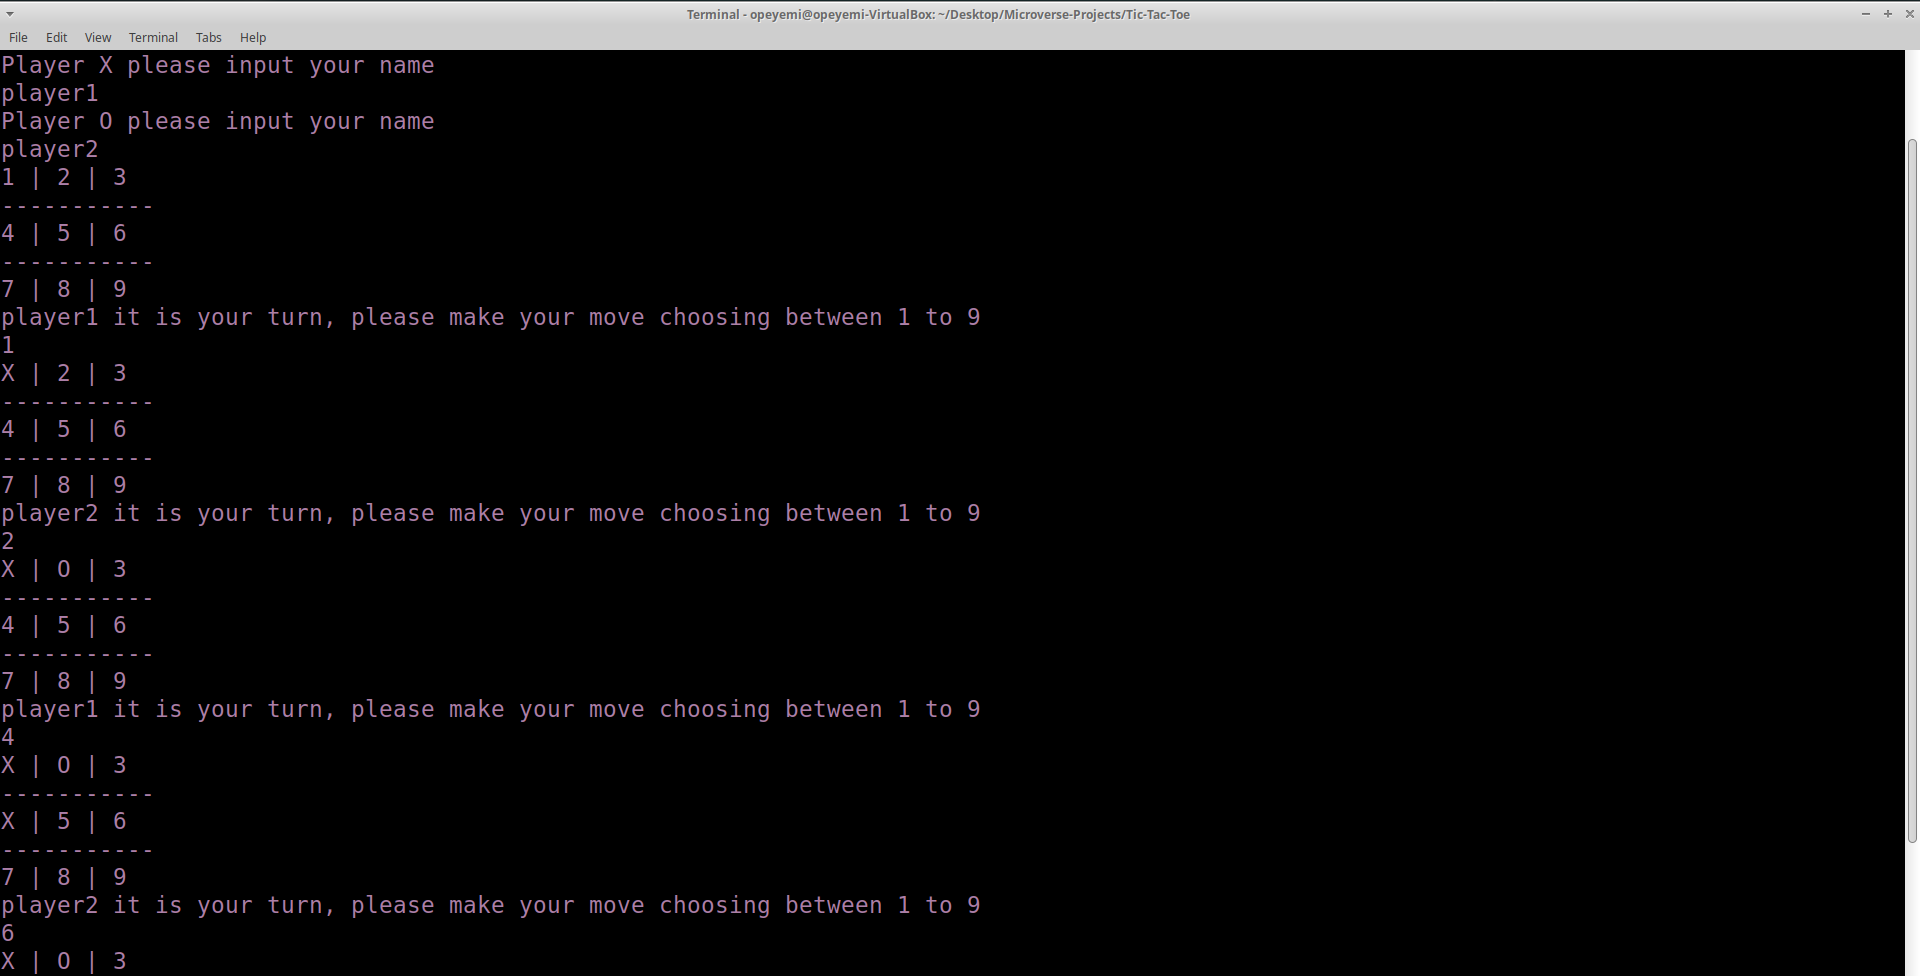 Terminal - opeyemi@opeyemi-VirtualBox: ~/Desktop/Microverse-Projects/Tic-Tac-Toe
File Edit View Terminal Tabs Help
Player X please input your name
player1
Player O please input your name
player2
1 | 2 | 3
-----------
4 | 5 | 6
-----------
7 | 8 | 9
player1 it is your turn, please make your move choosing between 1 to 9
1
X | 2 | 3
-----------
4 | 5 | 6
-----------
7 | 8 | 9
player2 it is your turn, please make your move choosing between 1 to 9
2
X | O | 3
-----------
4 | 5 | 6
-----------
7 | 8 | 9
player1 it is your turn, please make your move choosing between 1 to 9
4
X | O | 3
-----------
X | 5 | 6
-----------
7 | 8 | 9
player2 it is your turn, please make your move choosing between 1 to 9
6
X | O | 3